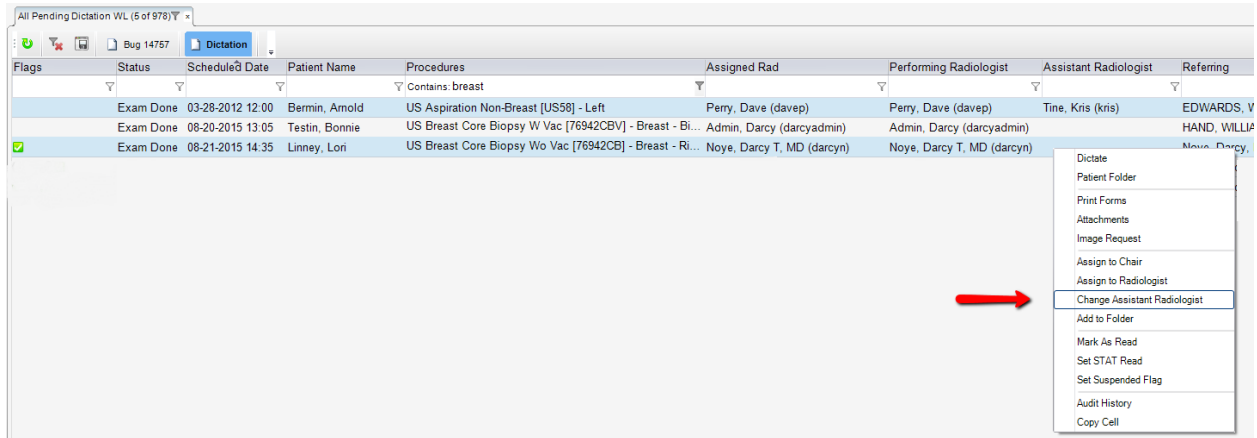 All Pending Dictation WL (5 of 978) x
Bug 14757 Dictation
Flags Status Scheduled Date Patient Name Procedures Assigned Rad Performing Radiologist Assistant Radiologist Referring
Contains: breast
Exam Done 03-28-2012 12:00 Bermin, Arnold US Aspiration Non-Breast [US58] - Left Perry, Dave (davep) Perry, Dave (davep) Tine, Kris (kris) EDWARDS, W
Exam Done 08-20-2015 13:05 Testin, Bonnie US Breast Core Biopsy W Vac [76942CBV] - Breast - Bi... Admin, Darcy (darcyadmin) Admin, Darcy (darcyadmin) HAND, WILLIA
Exam Done 08-21-2015 14:35 Linney, Lori US Breast Core Biopsy Wo Vac [76942CB] - Breast - Ri... Noye, Darcy T, MD (darcyn) Noye, Darcy T, MD (darcyn) Noye, Darcy,
Dictate
Patient Folder
Print Forms
Attachments
Image Request
Assign to Chair
Assign to Radiologist
Change Assistant Radiologist
Add to Folder
Mark As Read
Set STAT Read
Set Suspended Flag
Audit History
Copy Cell